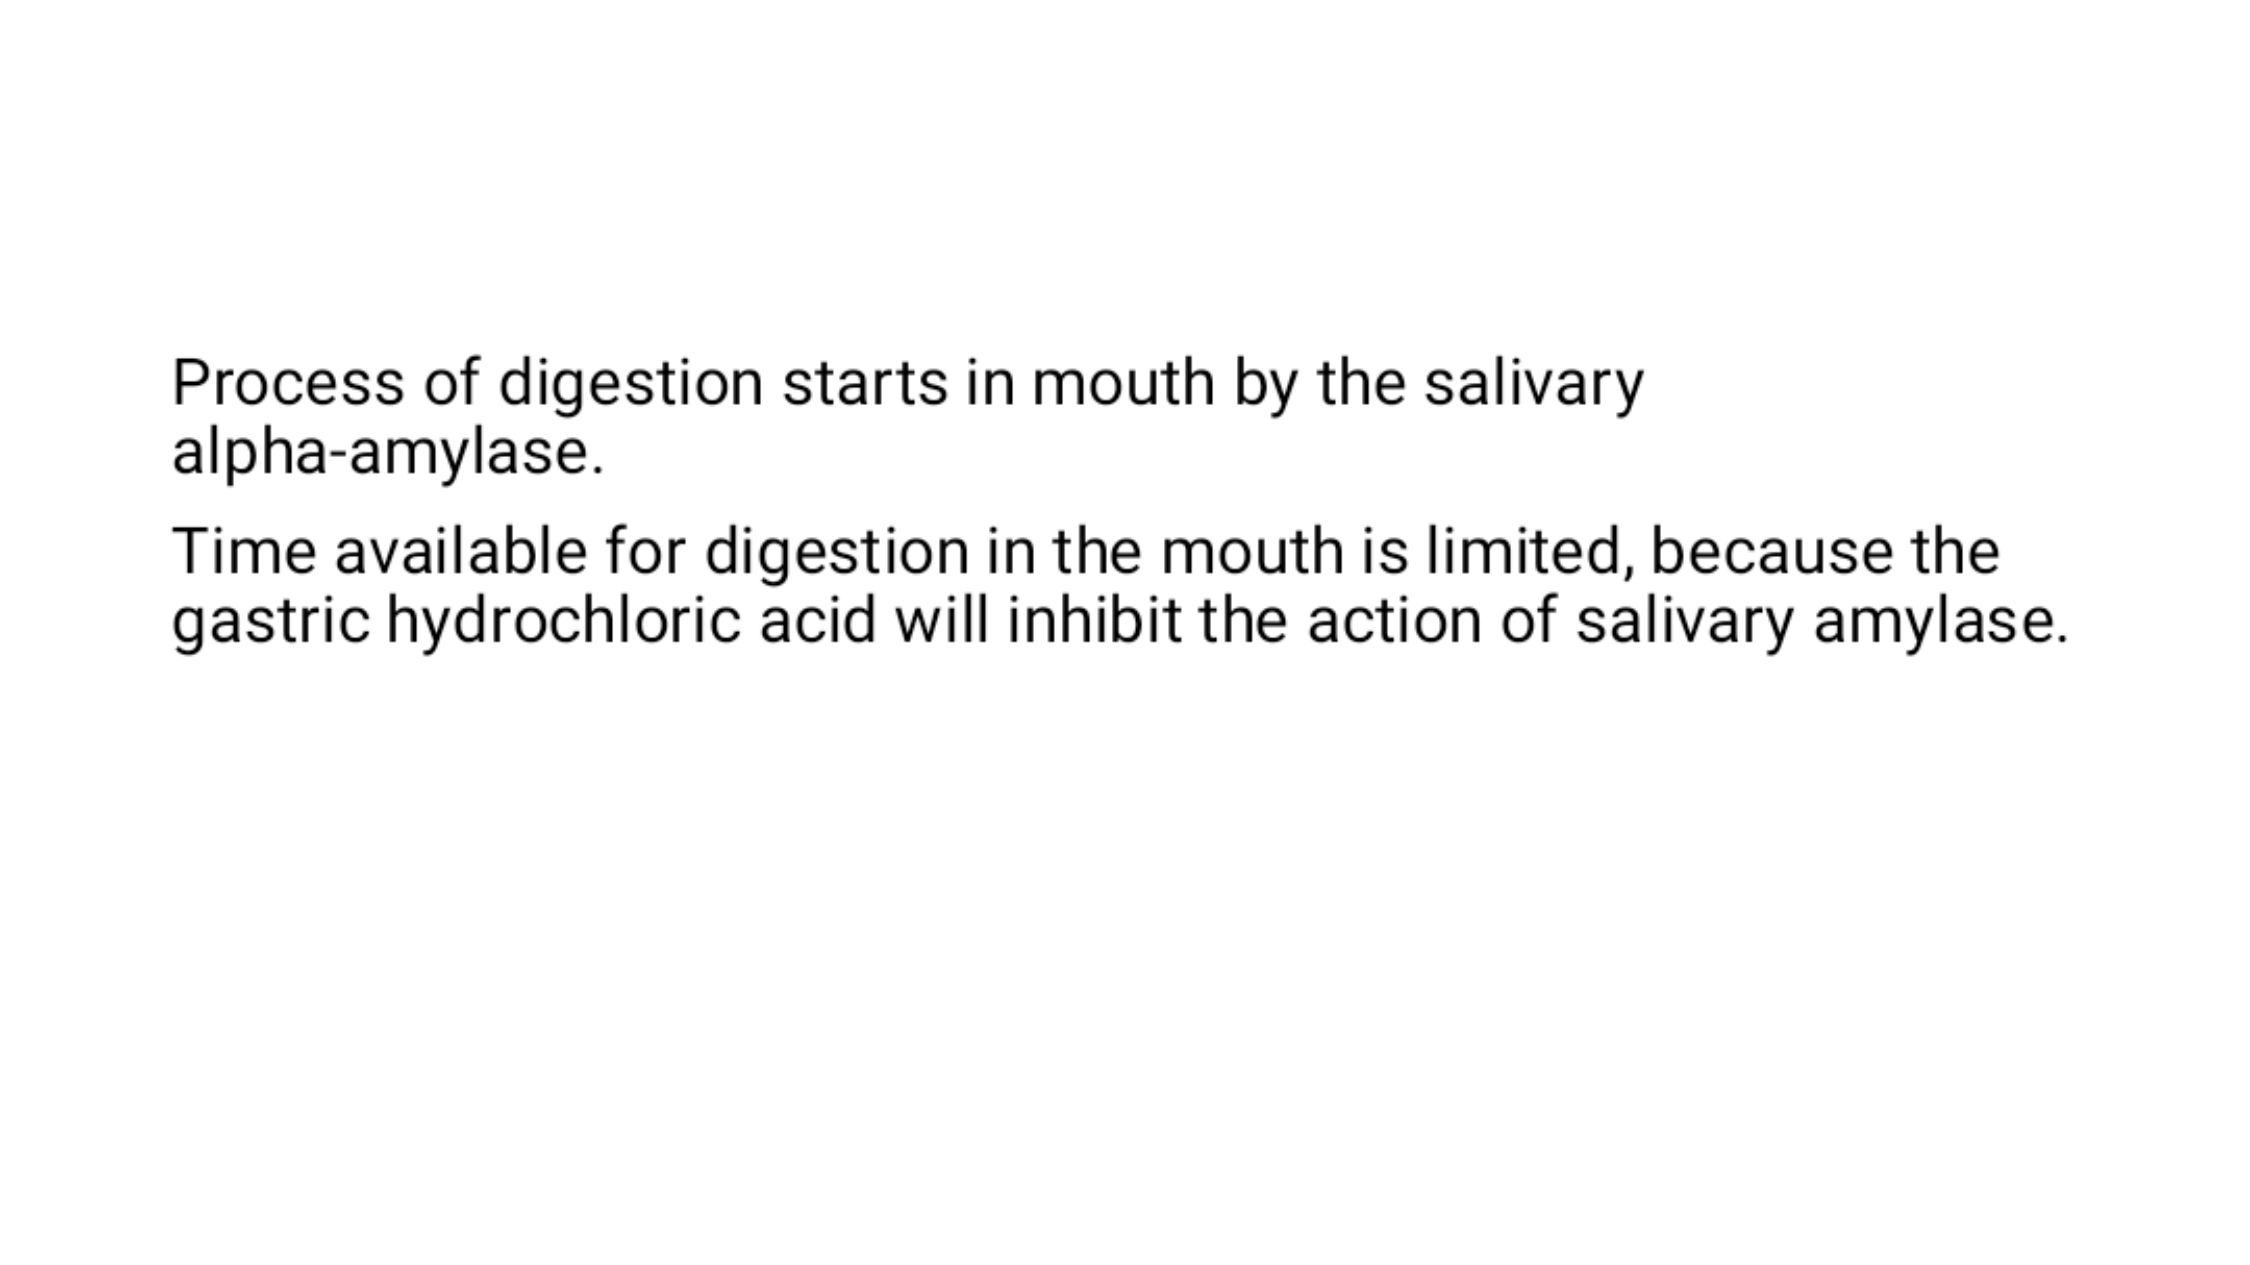 Process of digestion starts in mouth by the salivary
alpha-amylase.
Time available for digestion in the mouth is limited, because the
gastric hydrochloric acid will inhibit the action of salivary amylase.